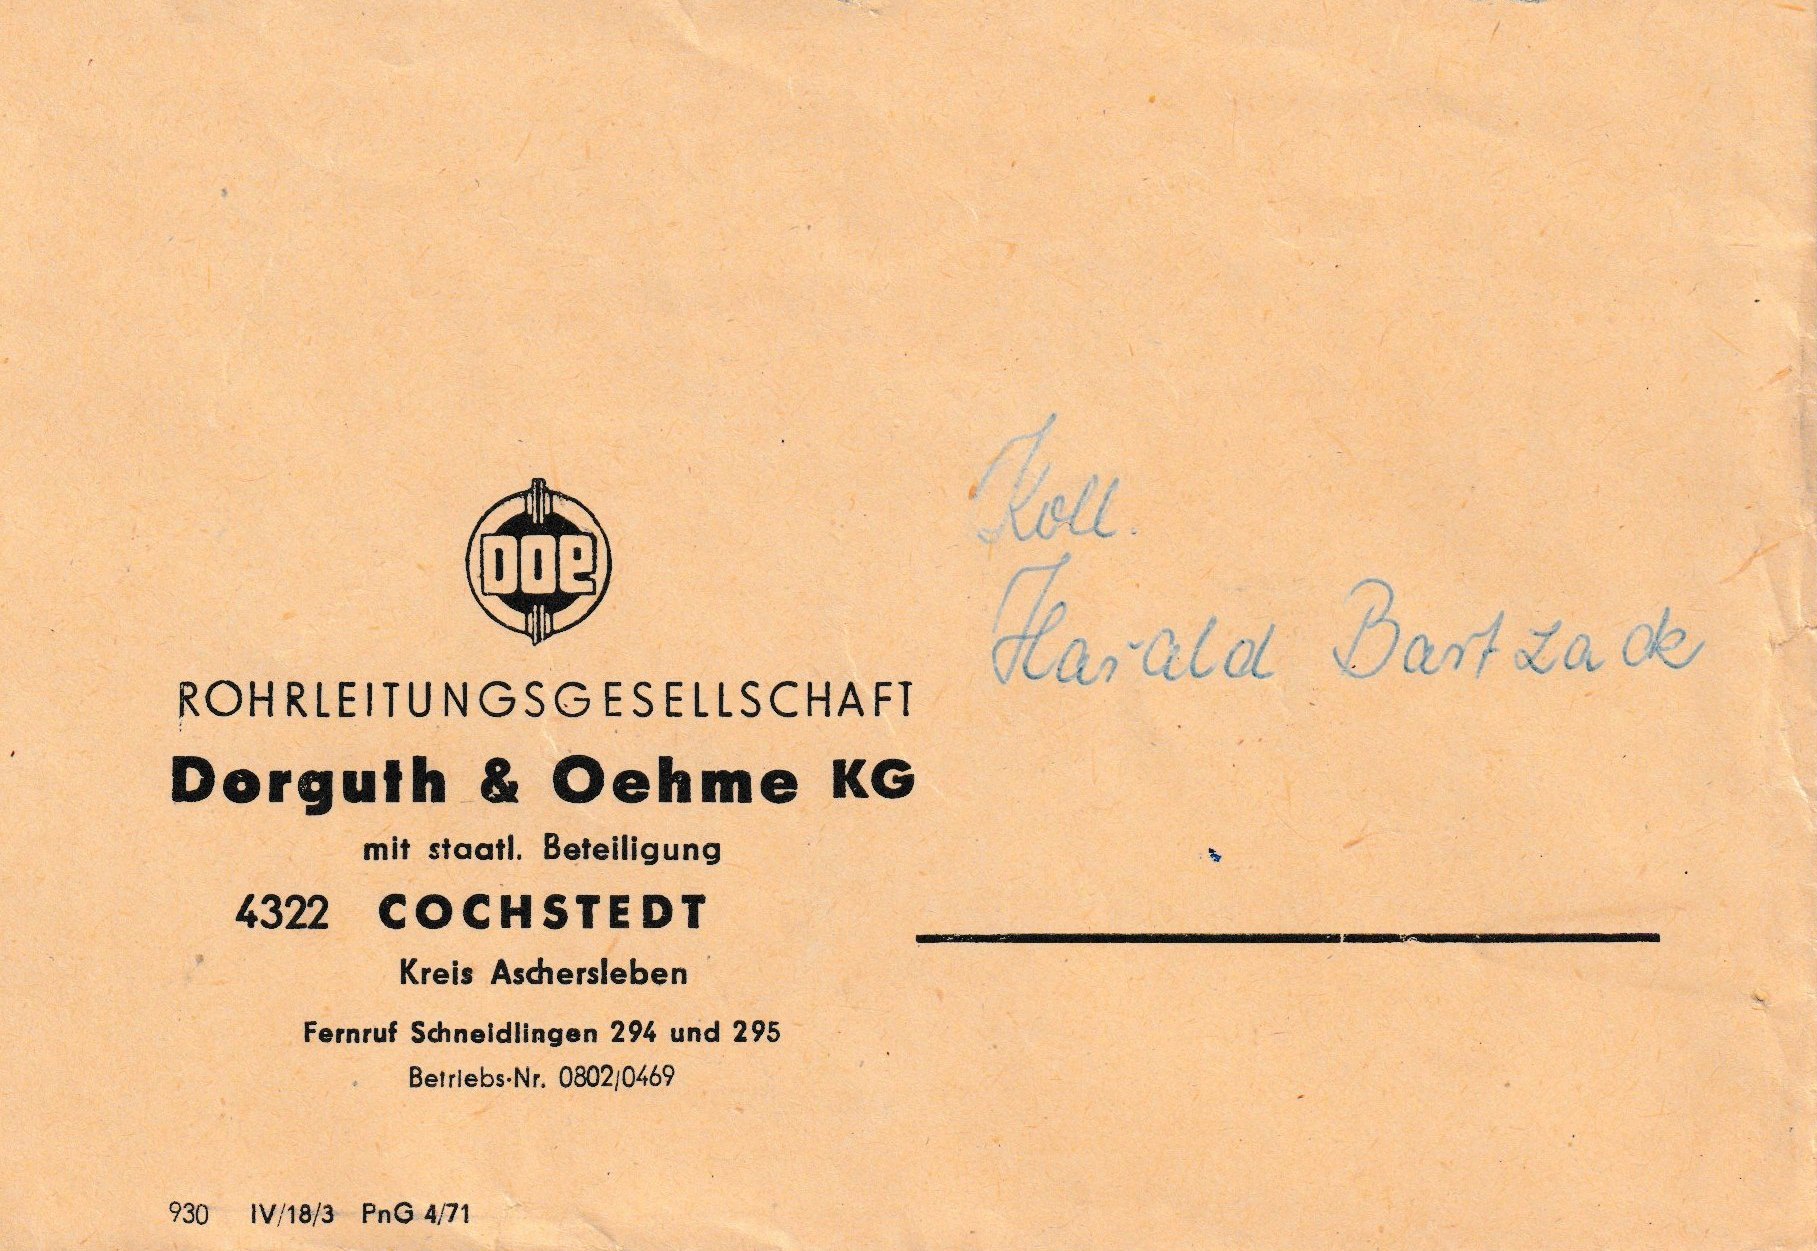 DOE
ROHRLEITUNGSGESELLSCHAFT
Dorguth & Oehme KG
mit staatl. Beteiligung
4322 COCHSTEDT
Kreis Aschersleben
Fernruf Schneidlingen 294 und 295
Betriebs-Nr. 0802/0469
930 IV/18/3 PnG 4/71
Koll.
Harald Bartzack